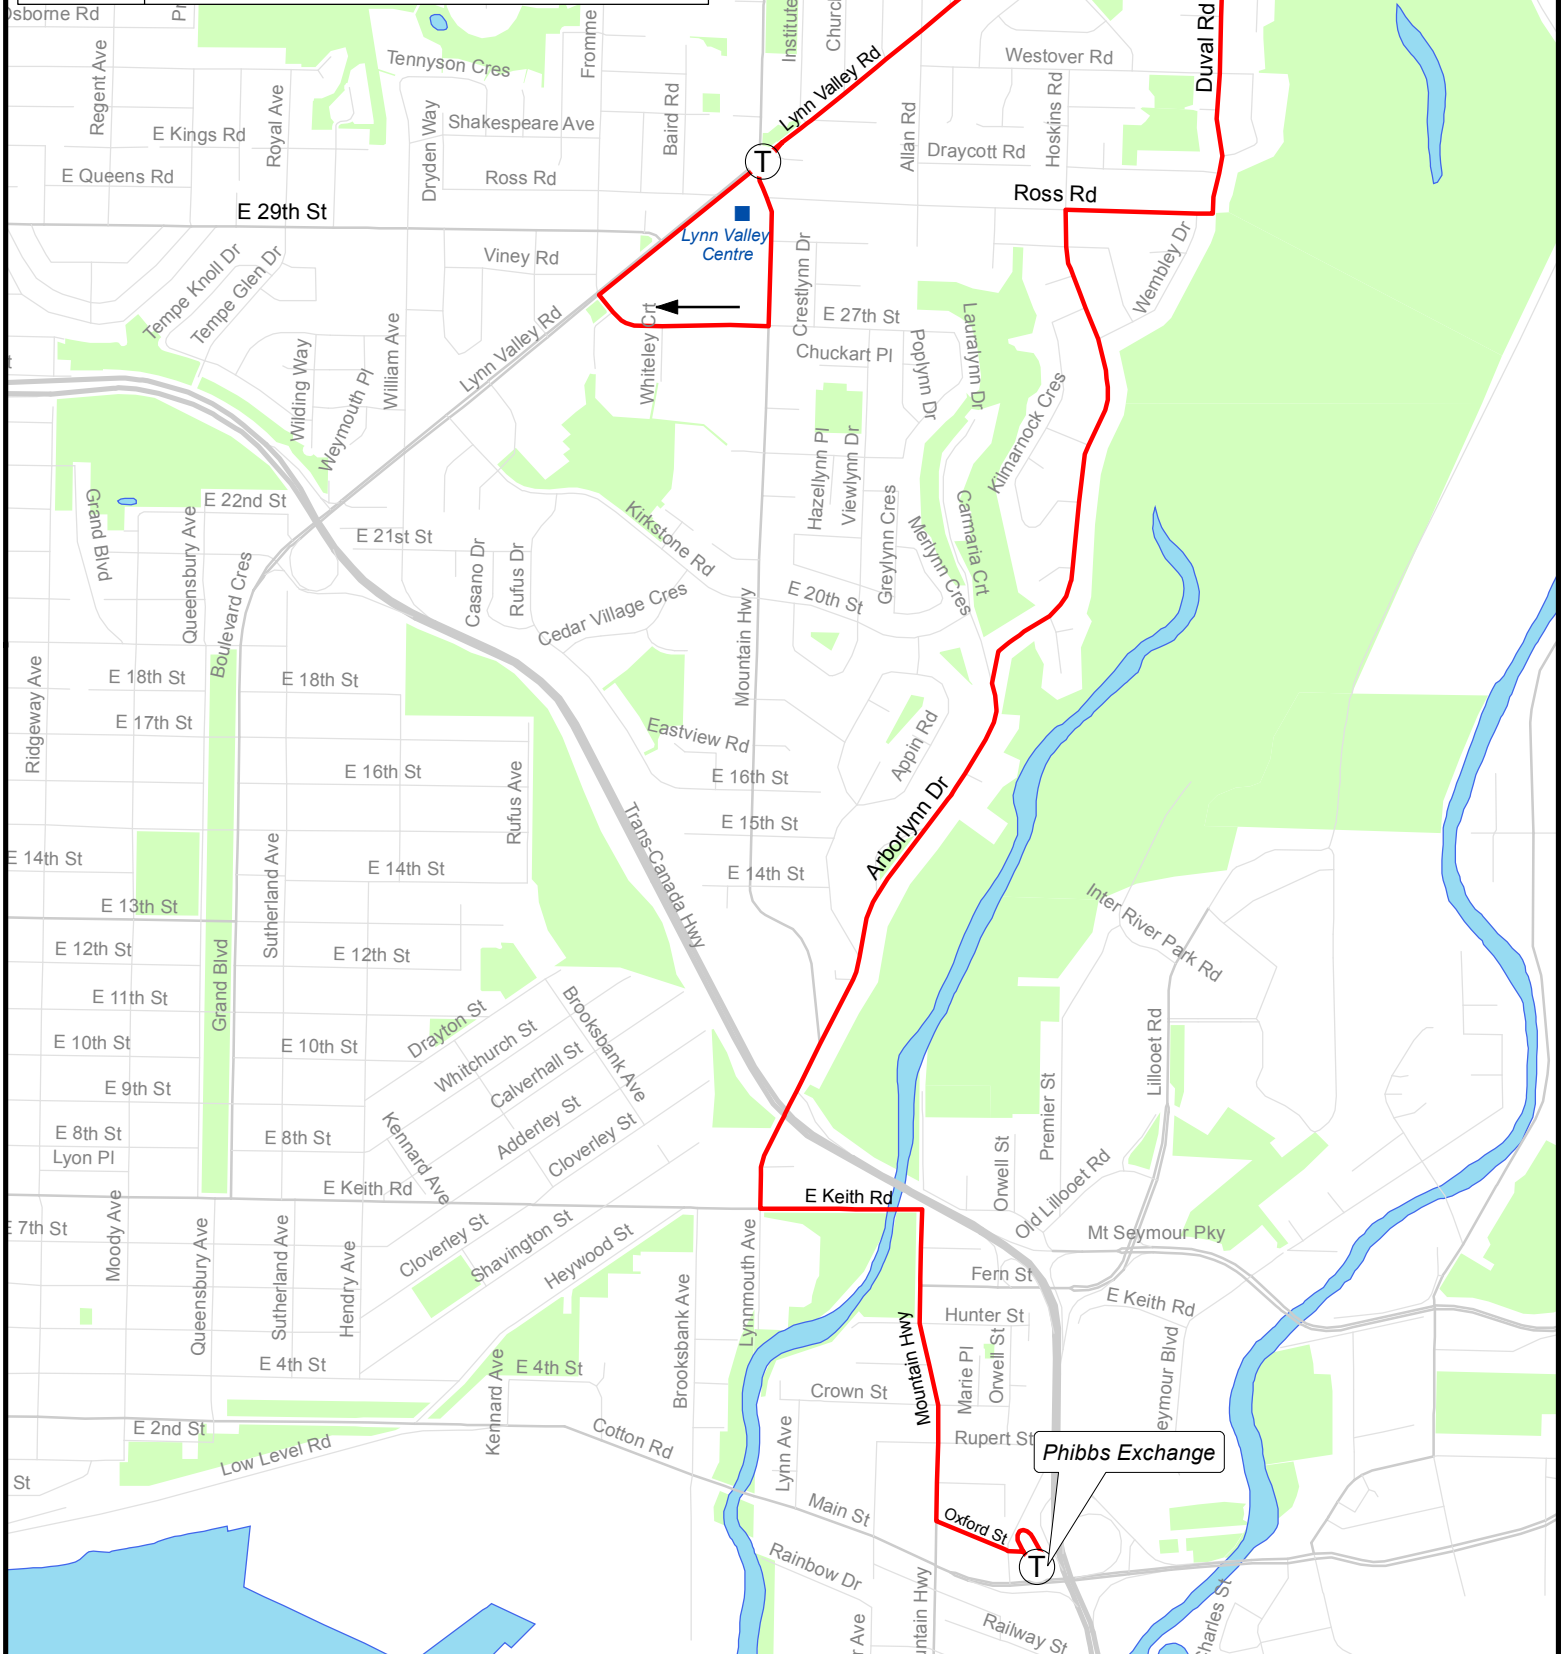 Osborne Rd
Institute
Duval Rd
Westover Rd
Tennyson Cres
Fromme
Lynn Valley Rd
Regent Ave
Royal Ave
Baird Rd
Hoskins Rd
E Kings Rd
Dryden Way
Shakespeare Ave
Allan Rd
Draycott Rd
T
E Queens Rd
Ross Rd
Ross Rd
E 29th St
Lynn Valley
Centre
Tempe Knoll Dr
Tempe Glen Dr
Viney Rd
Crestlynn Dr
Wembley Dr
E 27th St
Lauralynn Dr
Lynn Valley Rd
William Ave
Whiteley Crt
Chuckart Pl
Poplynn Dr
Wilding Way
Weymouth Pl
Kilmarnock Cres
Hazellynn Pl
Viewlynn Dr
Grand Blvd
E 22nd St
Queensbury Ave
E 21st St
Kirkstone Rd
Greylynn Cres
Merlynn Cres
Carmaria Crt
Casano Dr
Rufus Dr
Boulevard Cres
Cedar Village Cres
E 20th St
Mountain Hwy
Ridgeway Ave
E 18th St
E 18th St
E 17th St
Eastview Rd
Appin Rd
E 16th St
E 16th St
Rufus Ave
Trans-Canada Hwy
E 15th St
Arborlynn Dr
E 14th St
E 14th St
E 14th St
Sutherland Ave
E 13th St
Inter River Park Rd
E 12th St
E 12th St
Grand Blvd
E 11th St
Drayton St
Brooksbank Ave
Whitchurch St
E 10th St
E 10th St
Calverhall St
Lillooet Rd
E 9th St
Adderley St
Premier St
Kennard Ave
Cloverley St
E 8th St
E 8th St
Lyon Pl
Orwell St
Old Lillooet Rd
E Keith Rd
E Keith Rd
E 7th St
Moody Ave
Queensbury Ave
Sutherland Ave
Hendry Ave
Cloverley St
Shavington St
Heywood St
Lynnmouth Ave
Mt Seymour Pky
Fern St
Brooksbank Ave
E Keith Rd
Hunter St
Mountain Hwy
E 4th St
Kennard Ave
E 4th St
Marie Pl
Orwell St
eymour Blvd
Crown St
E 2nd St
Cotton Rd
Lynn Ave
Rupert St
Phibbs Exchange
Low Level Rd
St
Main St
Oxford St
T
Rainbow Dr
untain Hwy
r Ave
Railway St
harles St